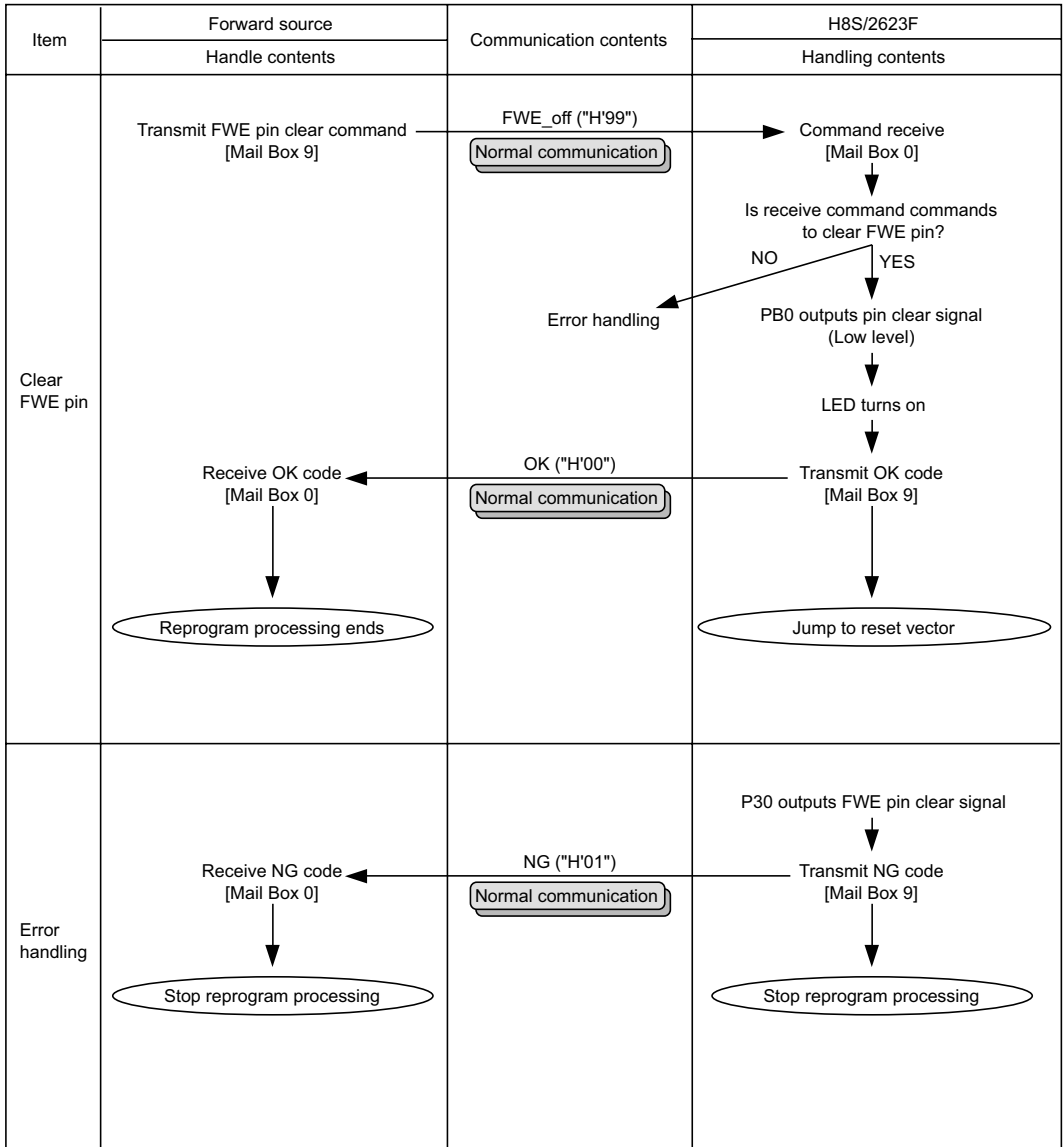 Item
Forward source
Handle contents
Communication contents
H8S/2623F
Handling contents
Clear
FWE pin
Transmit FWE pin clear command
[Mail Box 9]
FWE_off ("H'99")
Normal communication
Command receive
[Mail Box 0]
Is receive command commands
to clear FWE pin?
NO
YES
Error handling
PB0 outputs pin clear signal
(Low level)
LED turns on
Receive OK code
[Mail Box 0]
OK ("H'00")
Normal communication
Transmit OK code
[Mail Box 9]
Reprogram processing ends
Jump to reset vector
Error
handling
P30 outputs FWE pin clear signal
Receive NG code
[Mail Box 0]
NG ("H'01")
Normal communication
Transmit NG code
[Mail Box 9]
Stop reprogram processing
Stop reprogram processing